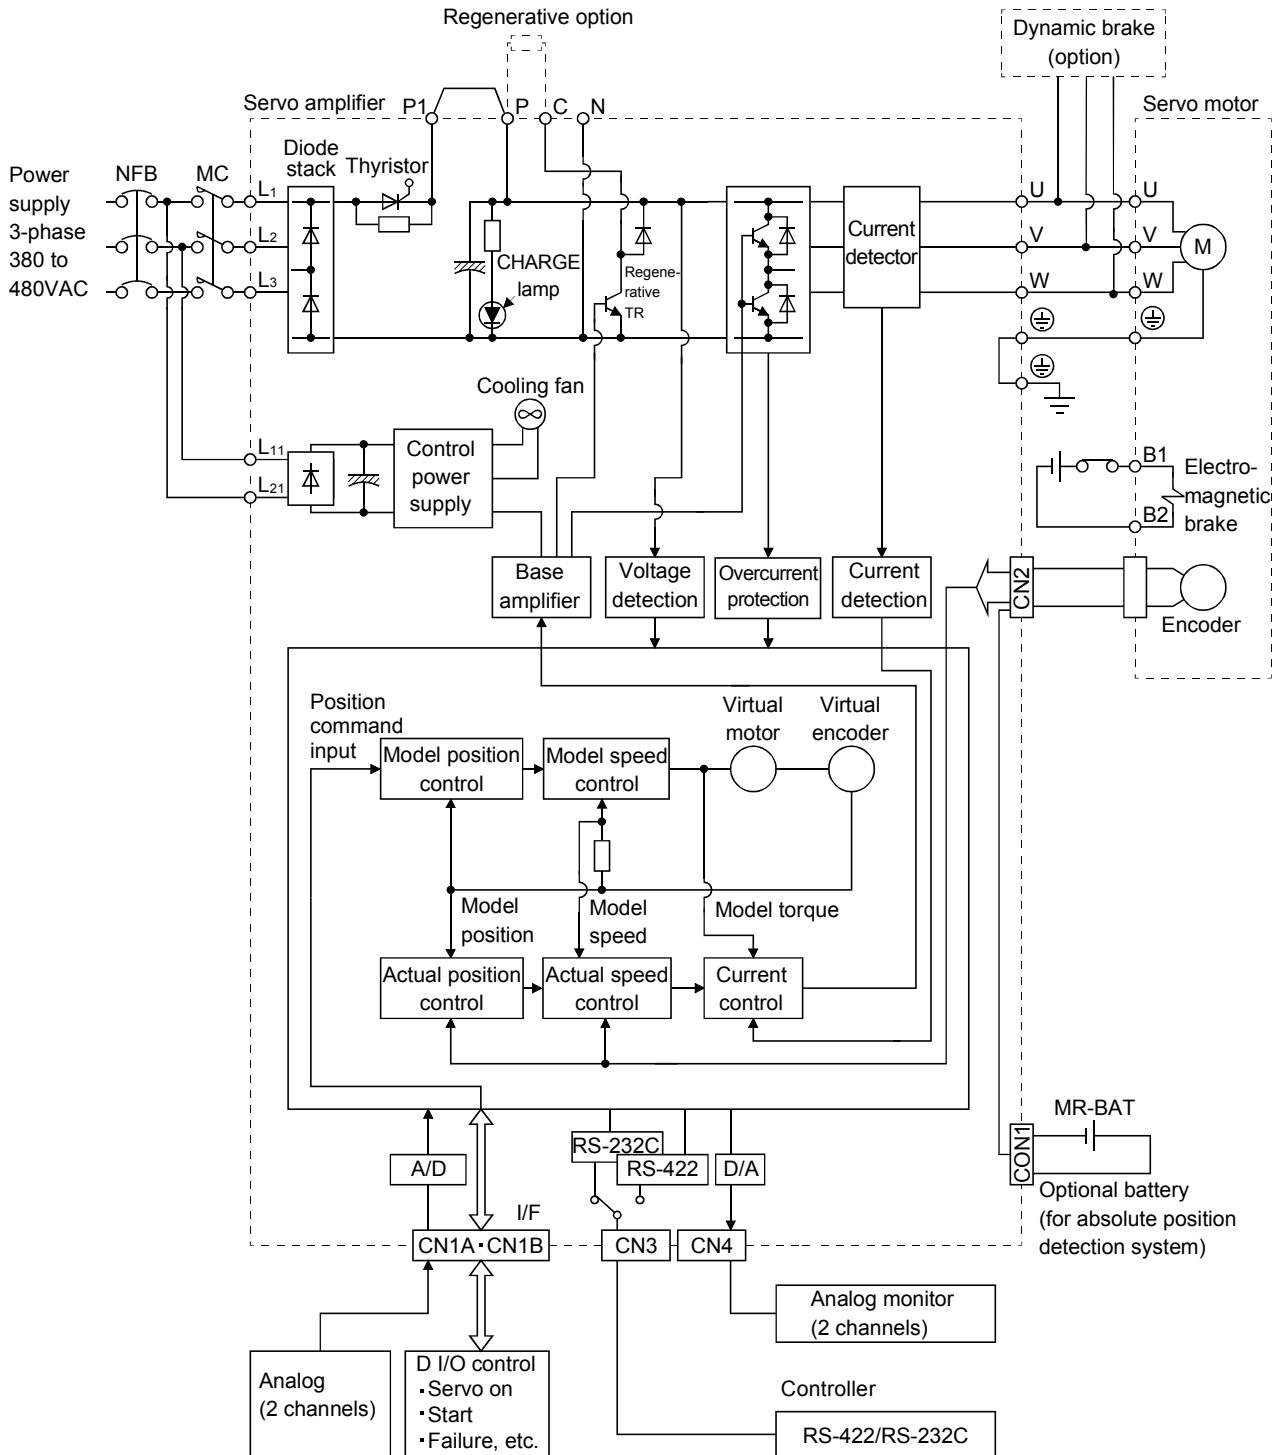 Regenerative option
Dynamic brake
(option)
Servo amplifier
P1
P
C
N
Servo motor
Diode
stack
Thyristor
Power
supply
3-phase
380 to
480VAC
NFB
MC
L1
L2
L3
CHARGE
lamp
Regene-
rative
TR
Current
detector
U
V
W
U
V
W
M
Cooling fan
L11
L21
Control
power
supply
B1
B2
Electro-
magnetic
brake
Base
amplifier
Voltage
detection
Overcurrent
protection
Current
detection
CN2
Encoder
Position
command
input
Virtual
motor
Virtual
encoder
Model position
control
Model speed
control
Model
position
Model
speed
Model torque
Actual position
control
Actual speed
control
Current
control
MR-BAT
CON1
Optional battery
(for absolute position
detection system)
A/D
RS-232C
RS-422
D/A
I/F
CN1A・CN1B
CN3
CN4
Analog monitor
(2 channels)
Analog
(2 channels)
D I/O control
・Servo on
・Start
・Failure, etc.
Controller
RS-422/RS-232C